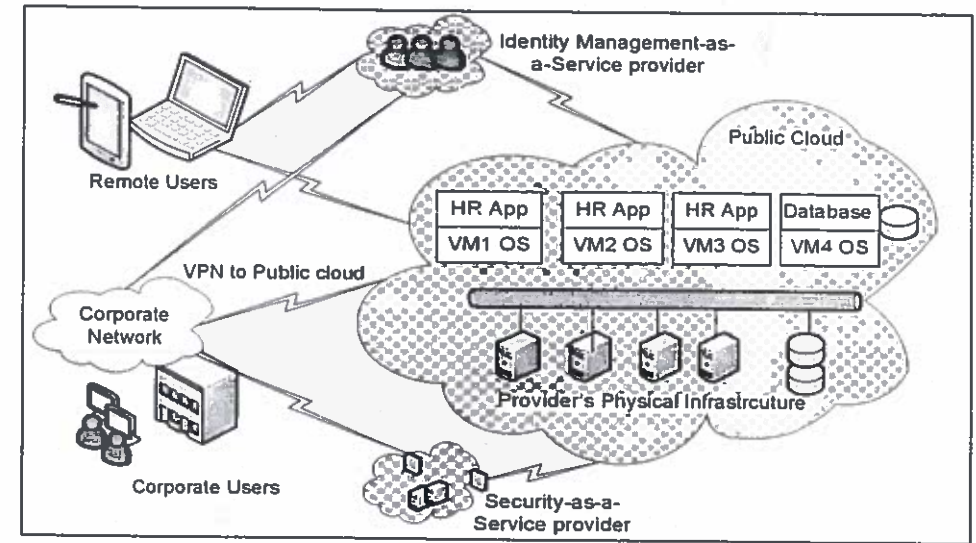 Identity Management-as-
a-Service provider
Public Cloud
Remote Users
HR App
HR App
HR App
Database
VM1 OS
VM2 OS
VM3 OS
VM4 OS
VPN to Public cloud
Corporate
Network
Provider's Physical Infrastrcuture
Corporate Users
Security-as-a-
Service provider